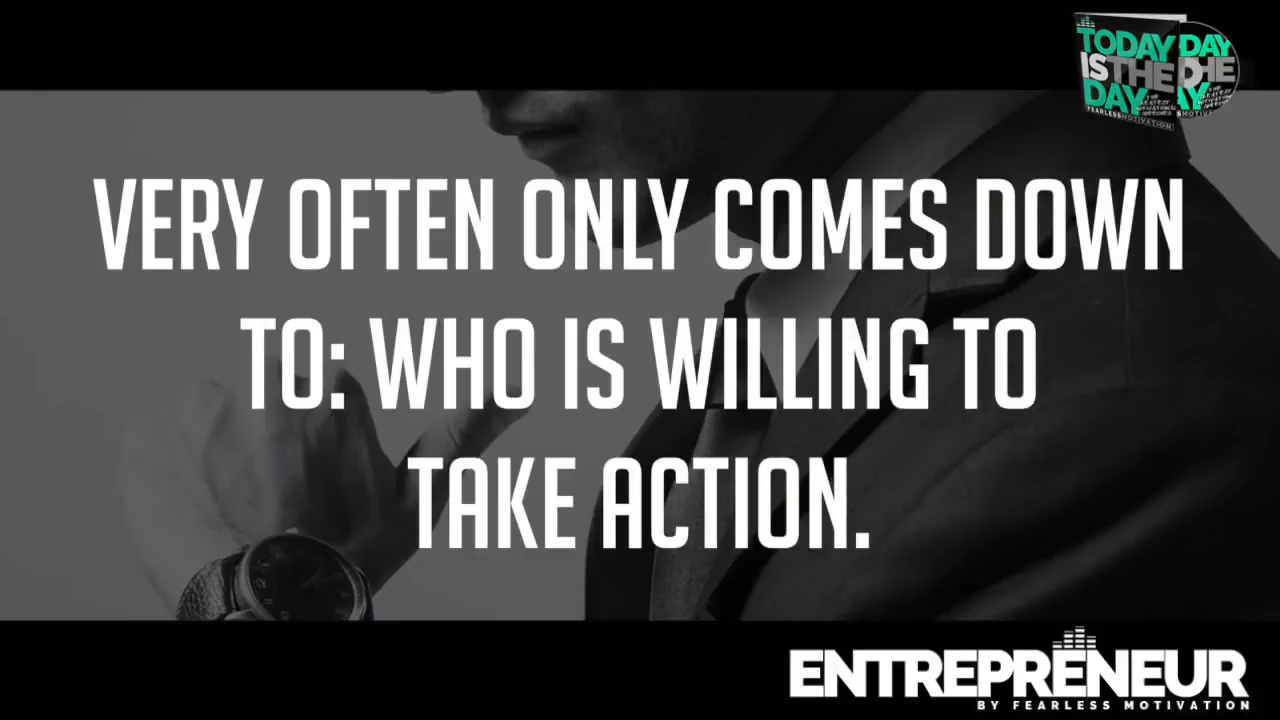 TODAY
IS THE
DAY
FEARLESS MOTIVATION
VERY OFTEN ONLY COMES DOWN
TO: WHO IS WILLING TO
TAKE ACTION.
ENTREPRENEUR
BY FEARLESS MOTIVATION